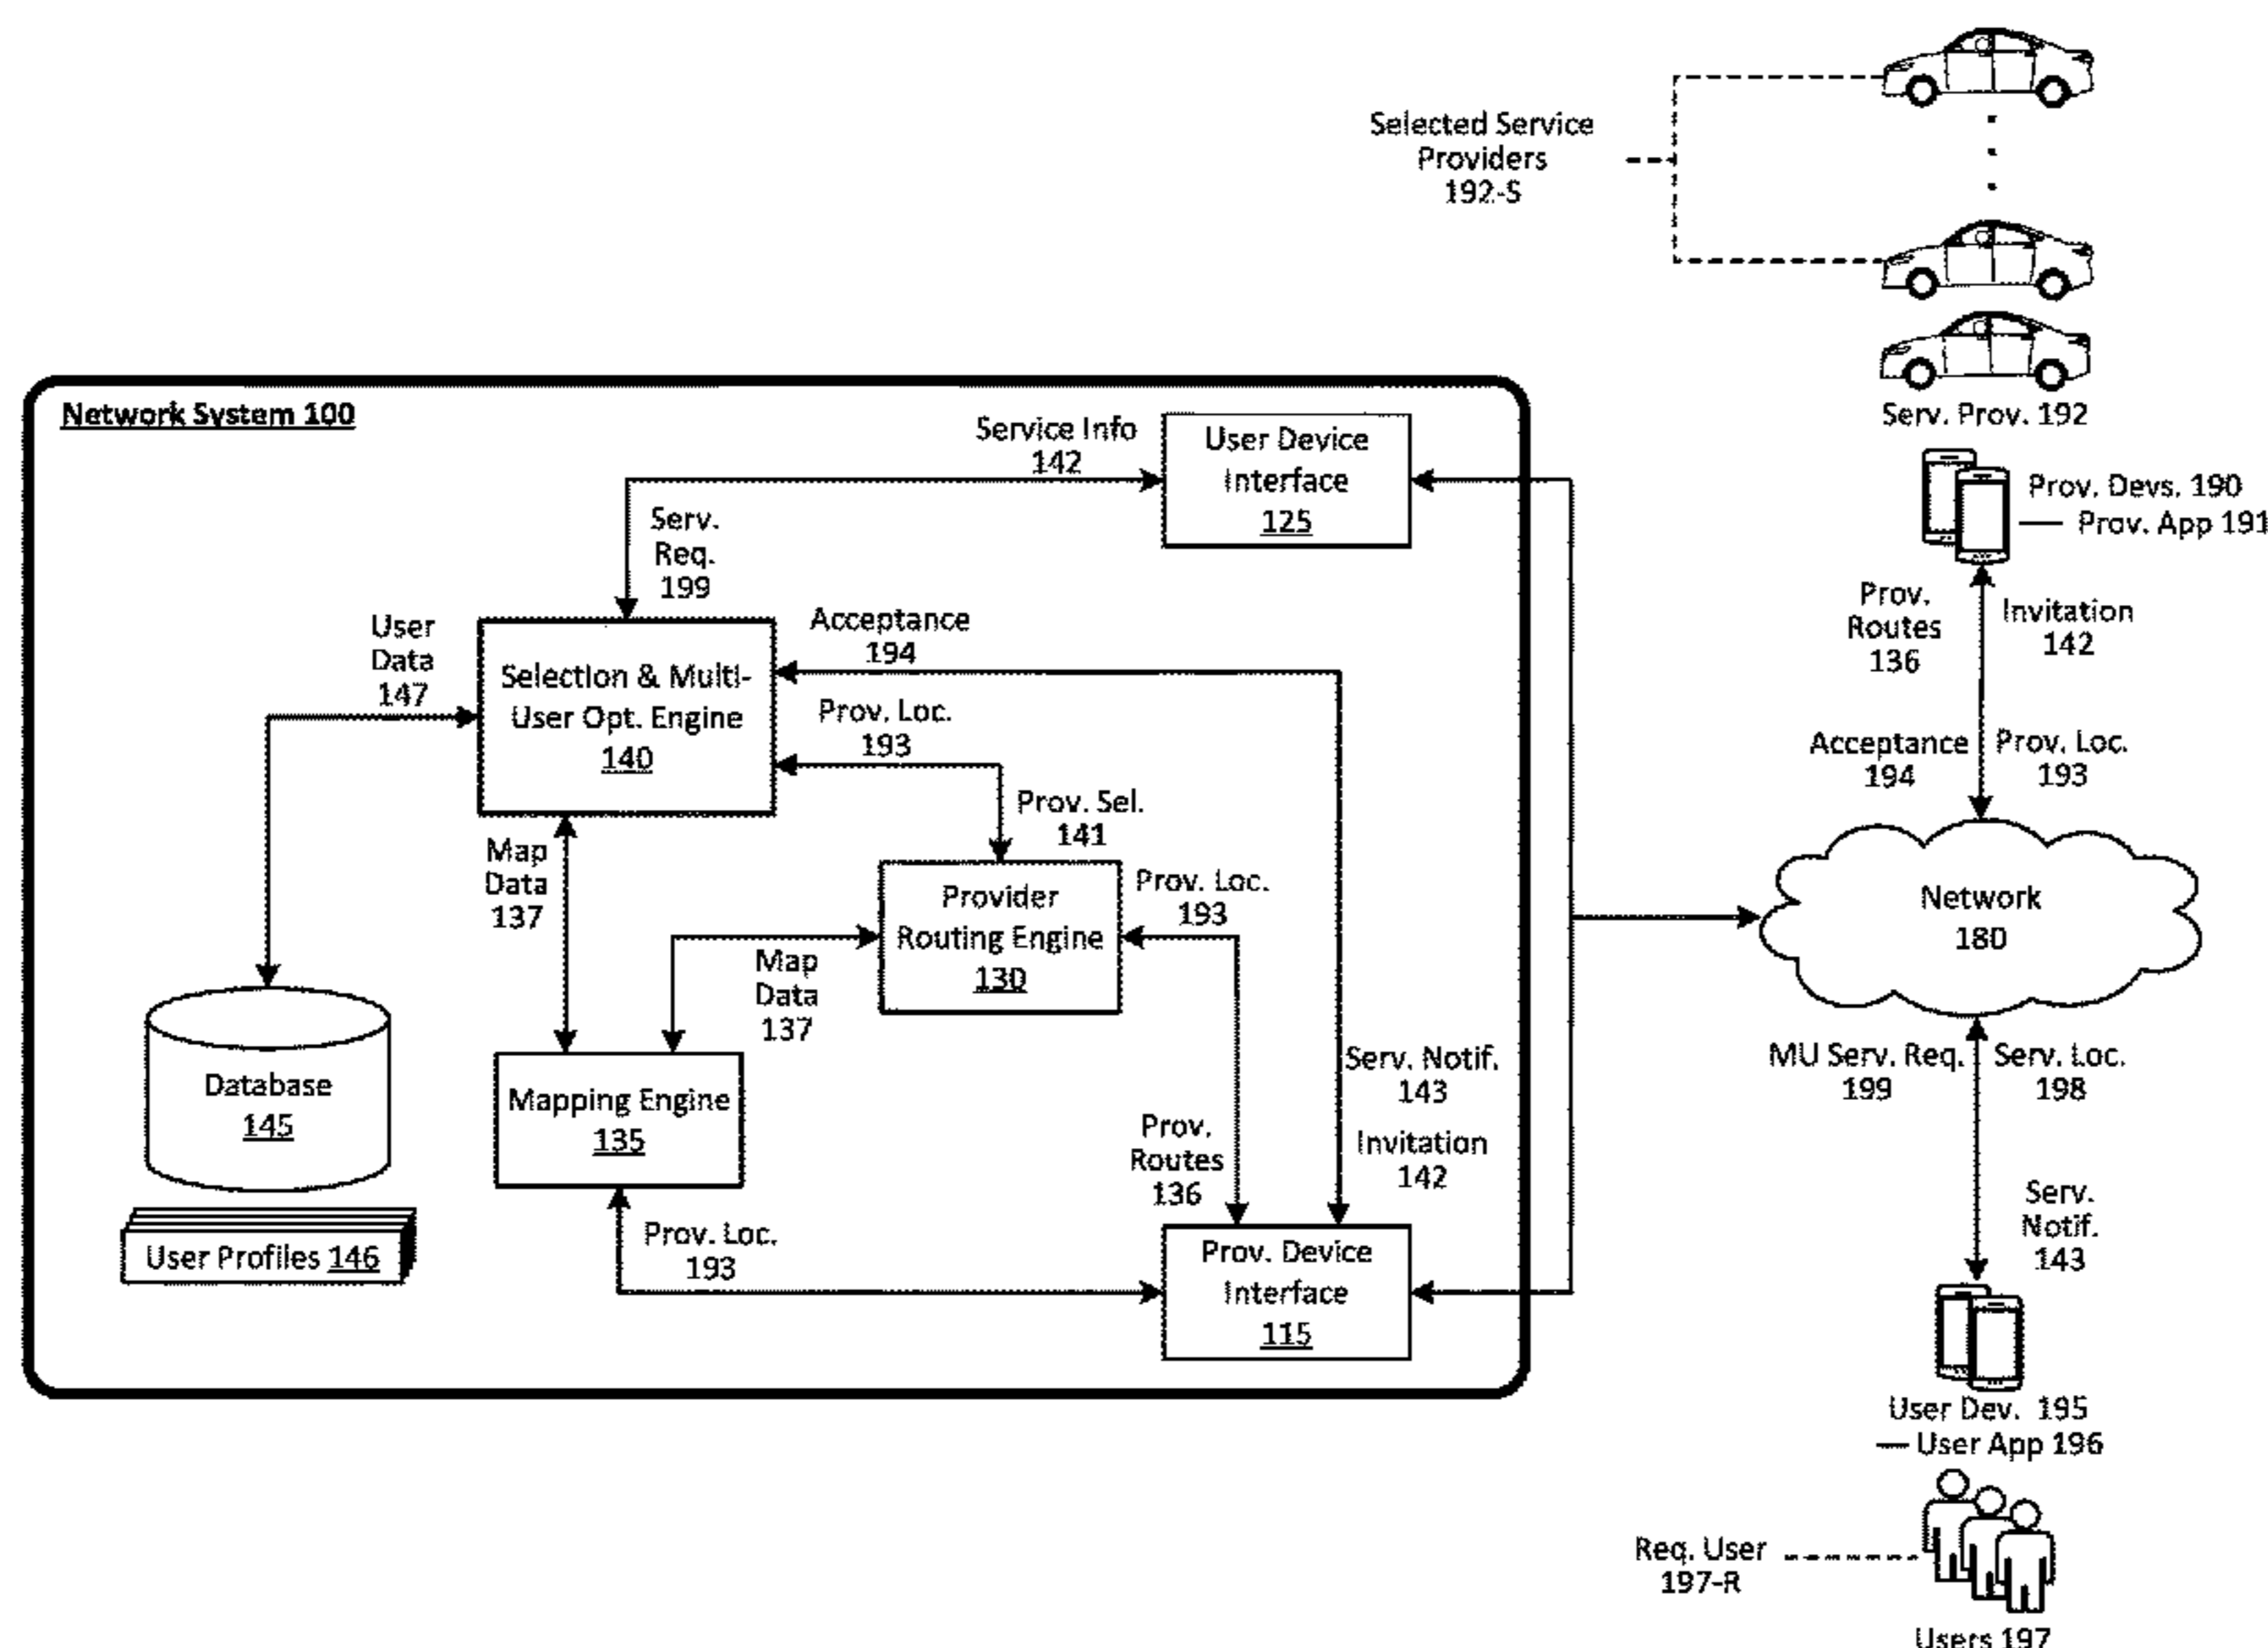 Selected Service
Providers
192-S
Serv. Prov. 192
Prov. Devs. 190
— Prov. App 191
Prov.
Routes
136
Invitation
142
Acceptance
194
Prov. Loc.
193
Network System 100
Service Info
142
User Device
Interface
125
Serv.
Req.
199
User
Data
147
Selection & Multi-
User Opt. Engine
140
Acceptance
194
Prov. Loc.
193
Prov. Sel.
141
Map
Data
137
Provider
Routing Engine
130
Prov. Loc.
193
Map
Data
137
Network
180
Database
145
Mapping Engine
135
Serv. Notif.
143
Prov.
Routes
136
Invitation
142
User Profiles 146
Prov. Loc.
193
Prov. Device
Interface
115
MU Serv. Req.
199
Serv. Loc.
198
Serv.
Notif.
143
User Dev. 195
— User App 196
Req. User
197-R
Users 197